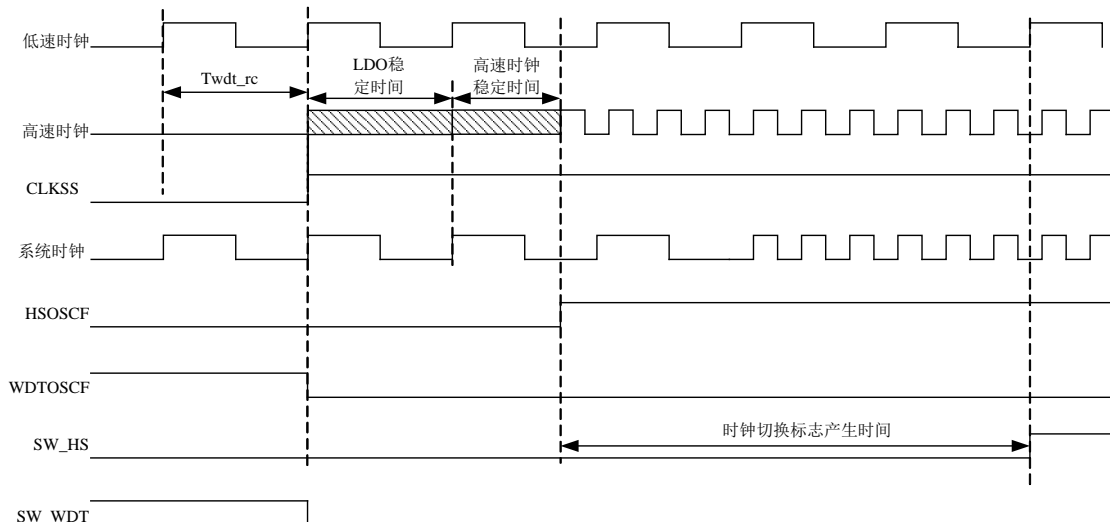 低速时钟
Twdt_rc
LDO稳
定时间
高速时钟
稳定时间
高速时钟
CLKSS
系统时钟
HSOSCF
WDTOSCF
时钟切换标志产生时间
SW_HS
SW_WDT